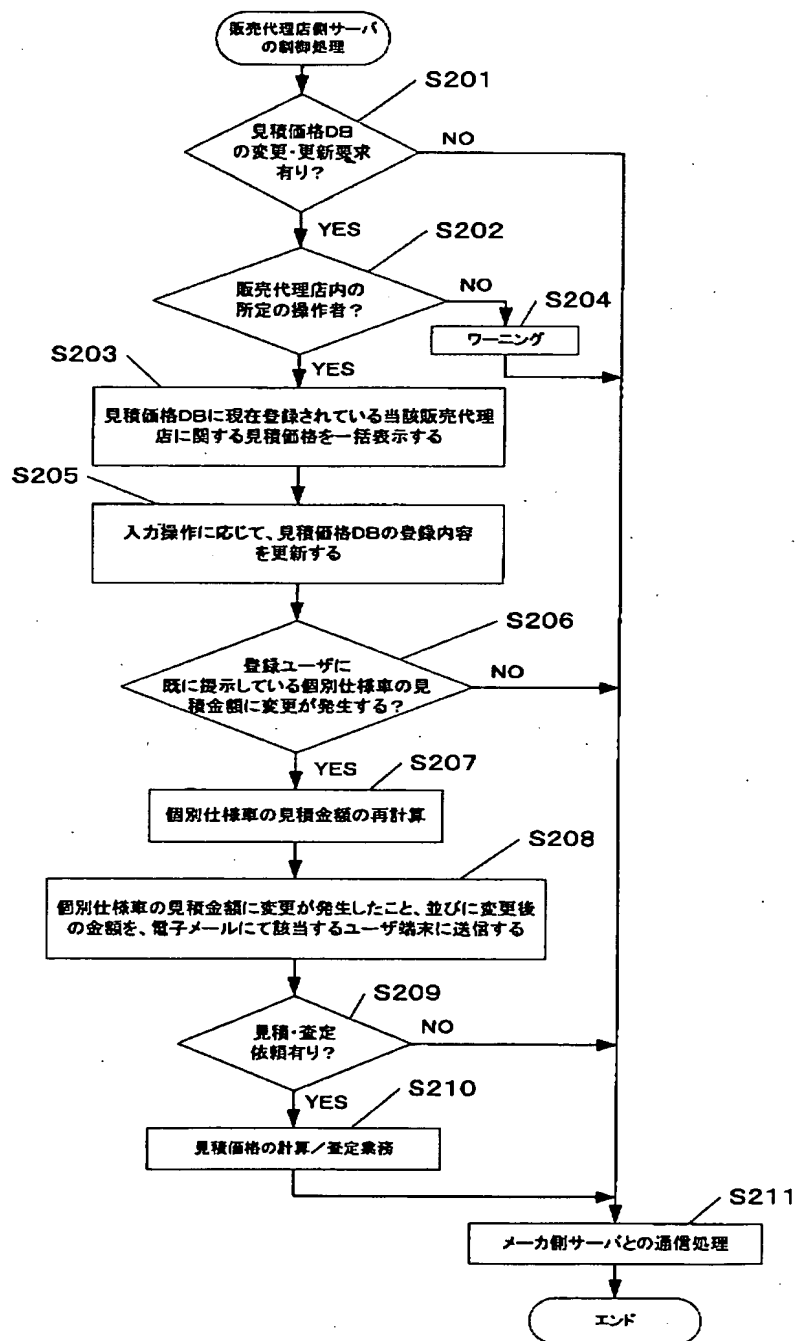 販売代理店側サーバ
の制御処理
S201
見積価格DB
の変更・更新要求
有り？
NO
YES
S202
販売代理店内の
所定の操作者？
NO
S204
ワーニング
YES
S203
見積価格DBに現在登録されている当該販売代理
店に関する見積価格を一括表示する
S205
入力操作に応じて、見積価格DBの登録内容
を更新する
S206
登録ユーザに
既に提示している個別仕様車の見
積金額に変更が発生する？
NO
YES
S207
個別仕様車の見積金額の再計算
S208
個別仕様車の見積金額に変更が発生したこと、並びに変更後
の金額を、電子メールにて該当するユーザ端末に送信する
S209
見積・査定
依頼有り？
NO
YES
S210
見積価格の計算／査定業務
S211
メーカ側サーバとの通信処理
エンド